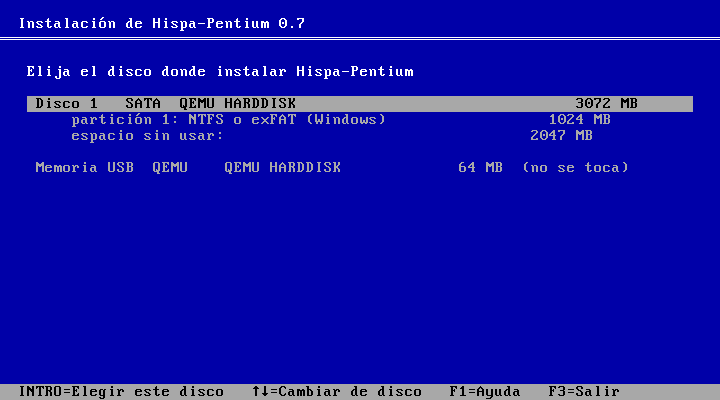 Instalación de Hispa-Pentium 0.7
Elija el disco donde instalar Hispa-Pentium
Disco 1   SATA  QEMU HARDDISK                               3072 MB
partición 1: NTFS o exFAT (Windows)                  1024 MB
espacio sin usar:                                  2047 MB
Memoria USB  QEMU    QEMU HARDDISK             64 MB  (no se toca)
INTRO=Elegir este disco   ↑↓=Cambiar de disco   F1=Ayuda   F3=Salir